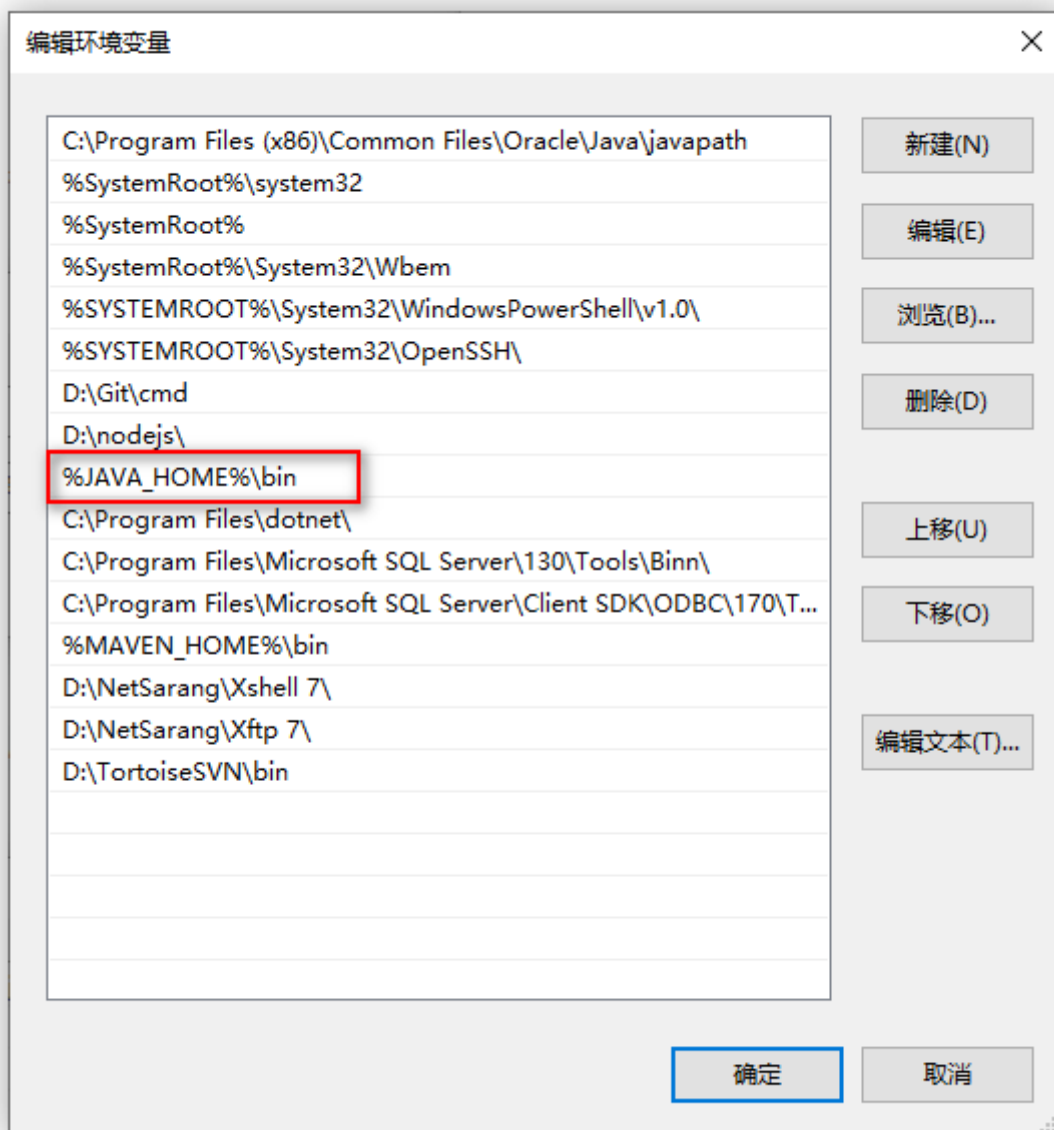 编辑环境变量
C:\Program Files (x86)\Common Files\Oracle\Java\javapath
%SystemRoot%\system32
%SystemRoot%
%SystemRoot%\System32\Wbem
%SYSTEMROOT%\System32\WindowsPowerShell\v1.0\
%SYSTEMROOT%\System32\OpenSSH\
D:\Git\cmd
D:\nodejs\
%JAVA_HOME%\bin
C:\Program Files\dotnet\
C:\Program Files\Microsoft SQL Server\130\Tools\Binn\
C:\Program Files\Microsoft SQL Server\Client SDK\ODBC\170\T...
%MAVEN_HOME%\bin
D:\NetSarang\Xshell 7\
D:\NetSarang\Xftp 7\
D:\TortoiseSVN\bin
新建(N)
编辑(E)
浏览(B)...
删除(D)
上移(U)
下移(O)
编辑文本(T)...
确定
取消